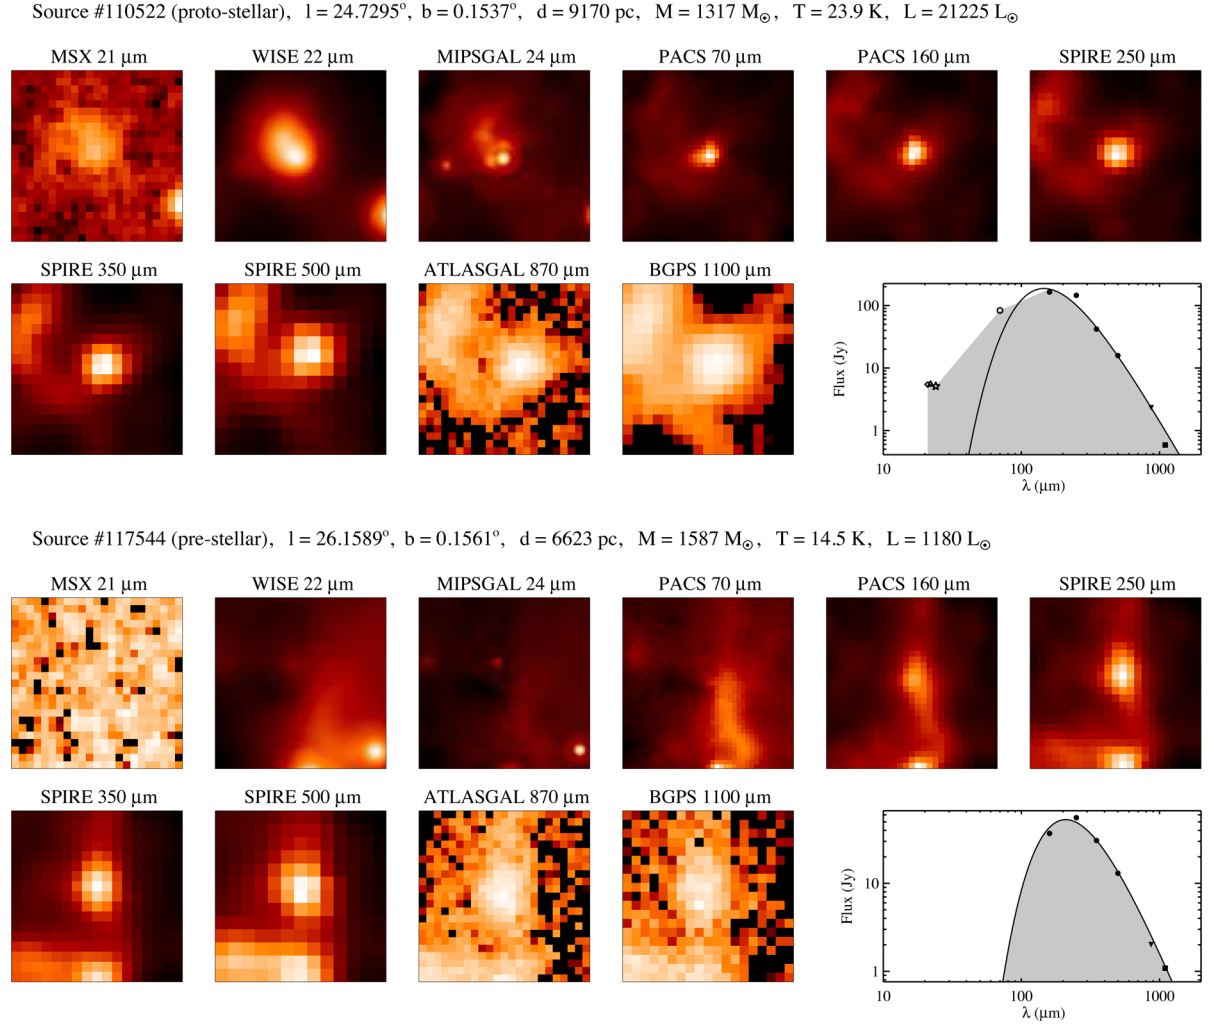 Source #110522 (proto-stellar), l = 24.7295°, b = 0.1537°, d = 9170 pc, M = 1317 M☉, T = 23.9 K, L = 21225 L☉
MSX 21 μm WISE 22 μm MIPSGAL 24 μm PACS 70 μm PACS 160 μm SPIRE 250 μm
SPIRE 350 μm SPIRE 500 μm ATLASGAL 870 μm BGPS 1100 μm
Flux (Jy)
100
10
1
10 100 1000
λ (μm)
Source #117544 (pre-stellar), l = 26.1589°, b = 0.1561°, d = 6623 pc, M = 1587 M☉, T = 14.5 K, L = 1180 L☉
MSX 21 μm WISE 22 μm MIPSGAL 24 μm PACS 70 μm PACS 160 μm SPIRE 250 μm
SPIRE 350 μm SPIRE 500 μm ATLASGAL 870 μm BGPS 1100 μm
Flux (Jy)
10
1
10 100 1000
λ (μm)